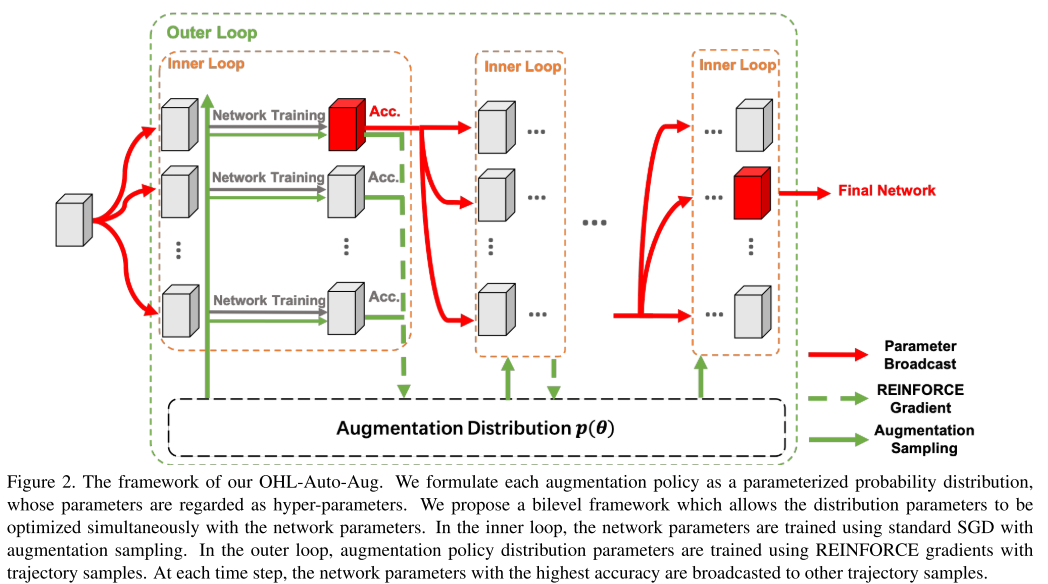 Outer Loop
Inner Loop
Inner Loop
Inner Loop
Network Training
Acc.
...
...
Network Training
Acc.
...
...
...
Final Network
...
...
...
...
...
Network Training
Acc.
...
...
Parameter
Broadcast
REINFORCE
Gradient
Augmentation
Sampling
Augmentation Distribution p(θ)
Figure 2. The framework of our OHL-Auto-Aug. We formulate each augmentation policy as a parameterized probability distribution,
whose parameters are regarded as hyper-parameters. We propose a bilevel framework which allows the distribution parameters to be
optimized simultaneously with the network parameters. In the inner loop, the network parameters are trained using standard SGD with
augmentation sampling. In the outer loop, augmentation policy distribution parameters are trained using REINFORCE gradients with
trajectory samples. At each time step, the network parameters with the highest accuracy are broadcasted to other trajectory samples.